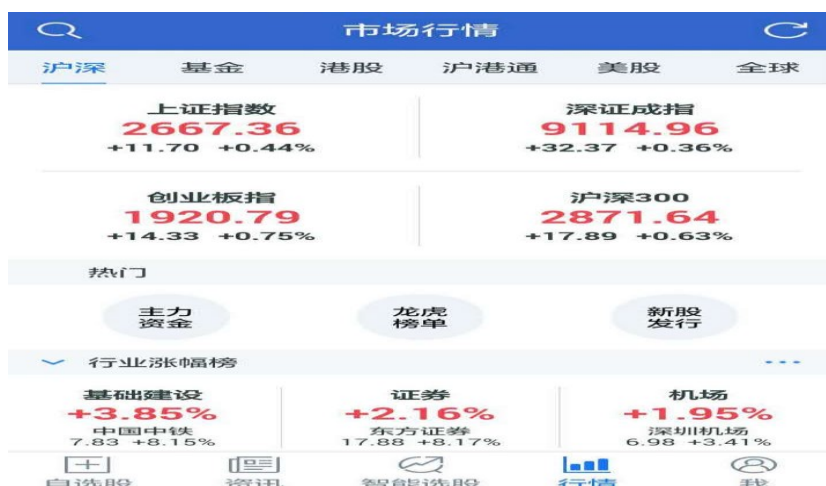 市场行情
沪深 基金 港股 沪港通 美股 全球
上证指数 深证成指
2667.36 9114.96
+11.70 +0.44% +32.37 +0.36%
创业板指 沪深300
1920.79 2871.64
+14.33 +0.75% +17.89 +0.63%
热门
主力 龙虎 新股
资金 榜单 发行
行业涨幅榜
基础建设 证券 机场
+3.85% +2.16% +1.95%
中国中铁 东方证券 深圳机场
7.83 +8.15% 17.88 +8.17% 6.98 +3.41%
自选股 资讯 智能选股 行情 我